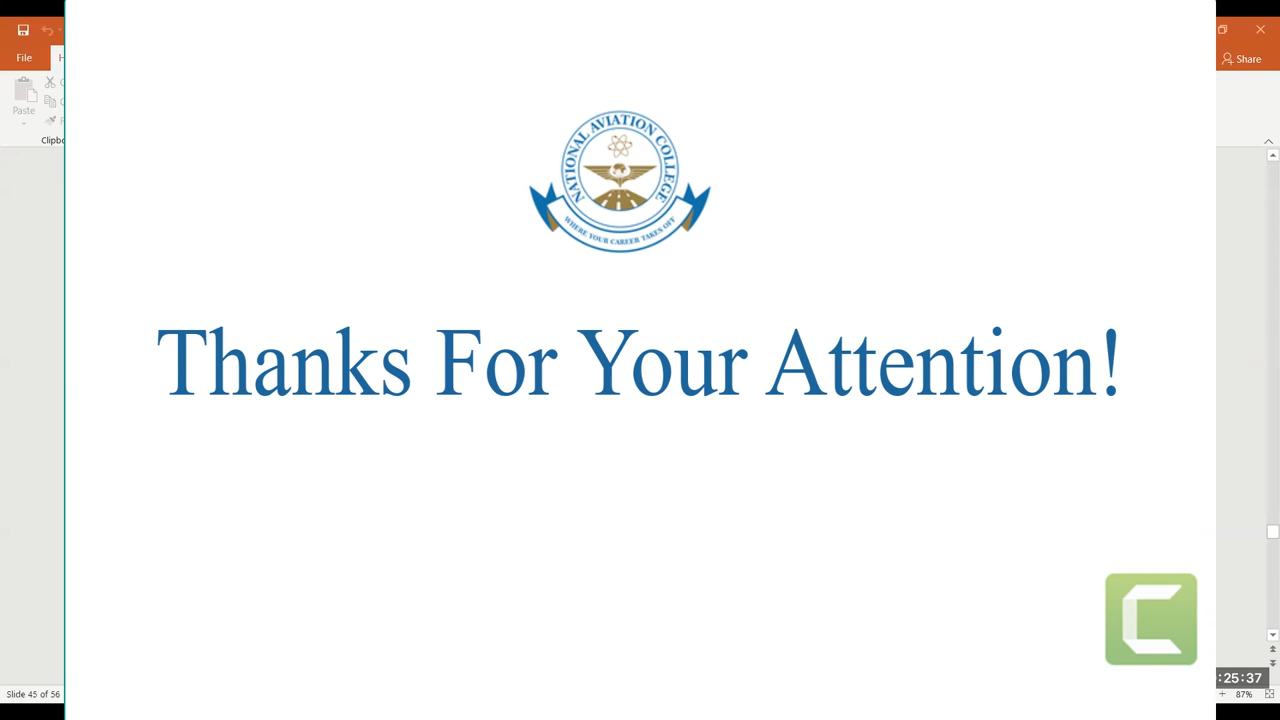 File
H
Share
Paste
Clipbo
NATIONAL AVIATION COLLEGE
WHERE YOUR CAREER TAKES OFF
Thanks For Your Attention!
:25:37
Slide 45 of 56
87%